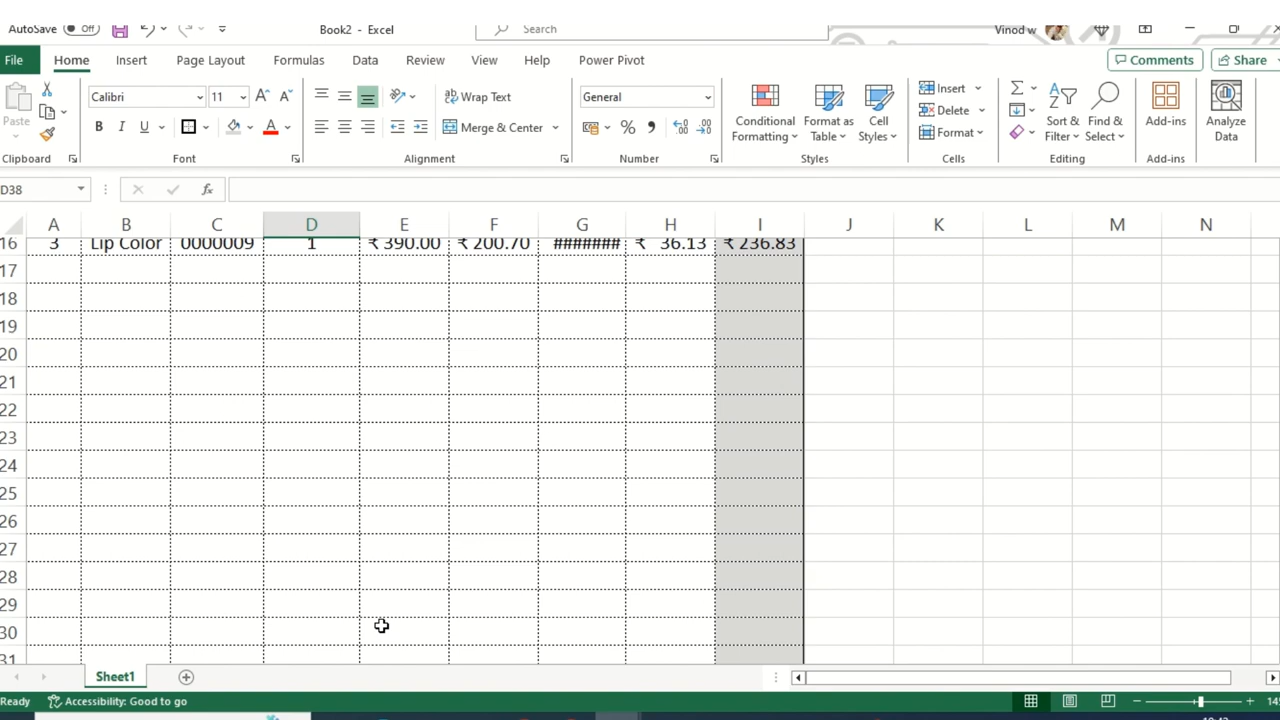 AutoSave Off Book2 - Excel Search Vinod w
File Home Insert Page Layout Formulas Data Review View Help Power Pivot Comments Share
Paste Calibri 11 Wrap Text General Conditional Formatting Format as Table Cell Styles Insert Sort & Filter Find & Select Add-ins Analyze Data
B I U Merge & Center % , Delete
Format
Clipboard Font Alignment Number Styles Cells Editing Add-ins
D38 fx
A B C D E F G H I J K L M N
16 3 Lip Color 0000009 1 ₹ 390.00 ₹ 200.70 ####### ₹ 36.13 ₹ 236.83
17
18
19
20
21
22
23
24
25
26
27
28
29
30
31
Sheet1
Ready Accessibility: Good to go